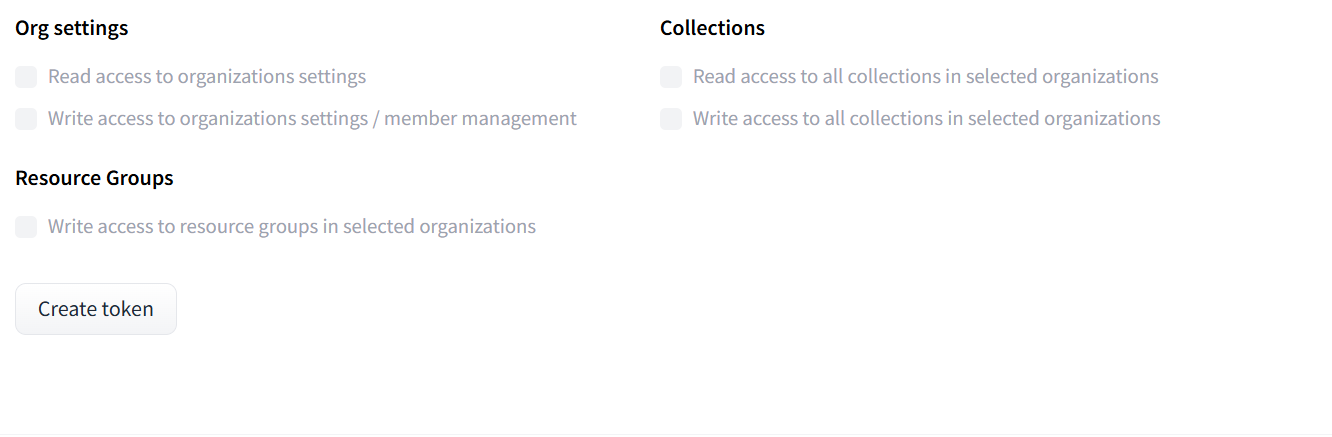 Org settings
Read access to organizations settings
Write access to organizations settings / member management
Collections
Read access to all collections in selected organizations
Write access to all collections in selected organizations
Resource Groups
Write access to resource groups in selected organizations
Create token